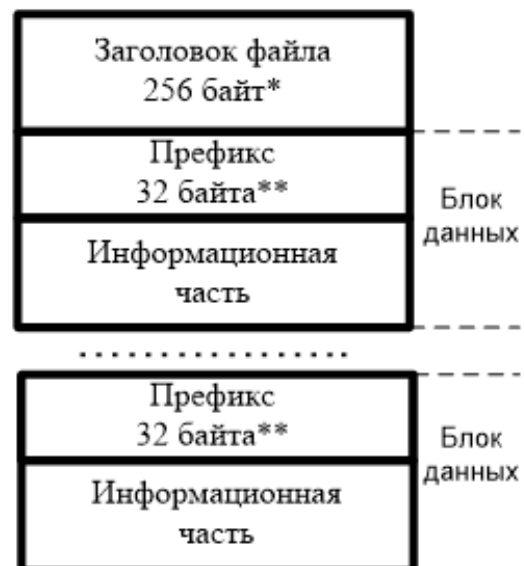 Заголовок файла
256 байт*
Префикс
32 байта**
Блок
данных
Информационная
часть
Префикс
32 байта**
Блок
данных
Информационная
часть